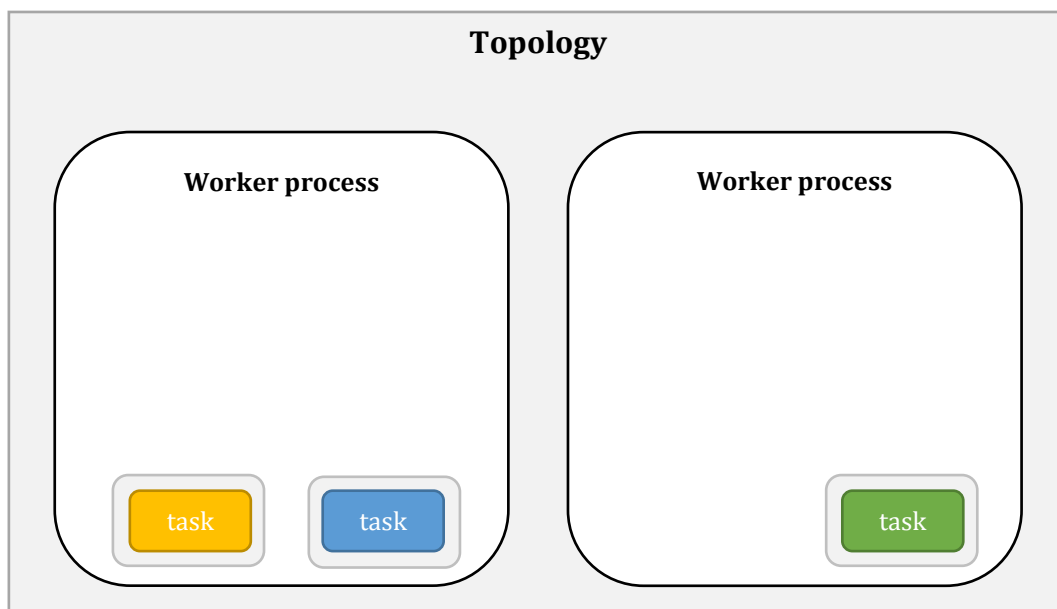 Topology
Worker process
Worker process
task
task
task